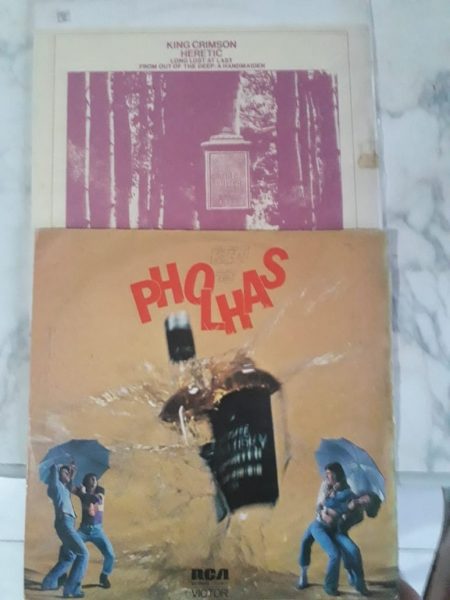 KING CRIMSON
HERETIC
LONG LOST AT LAST
FROM OUT OF THE DEEP: A HANDMAIDEN
PHOLHAS
RCA
VICTOR